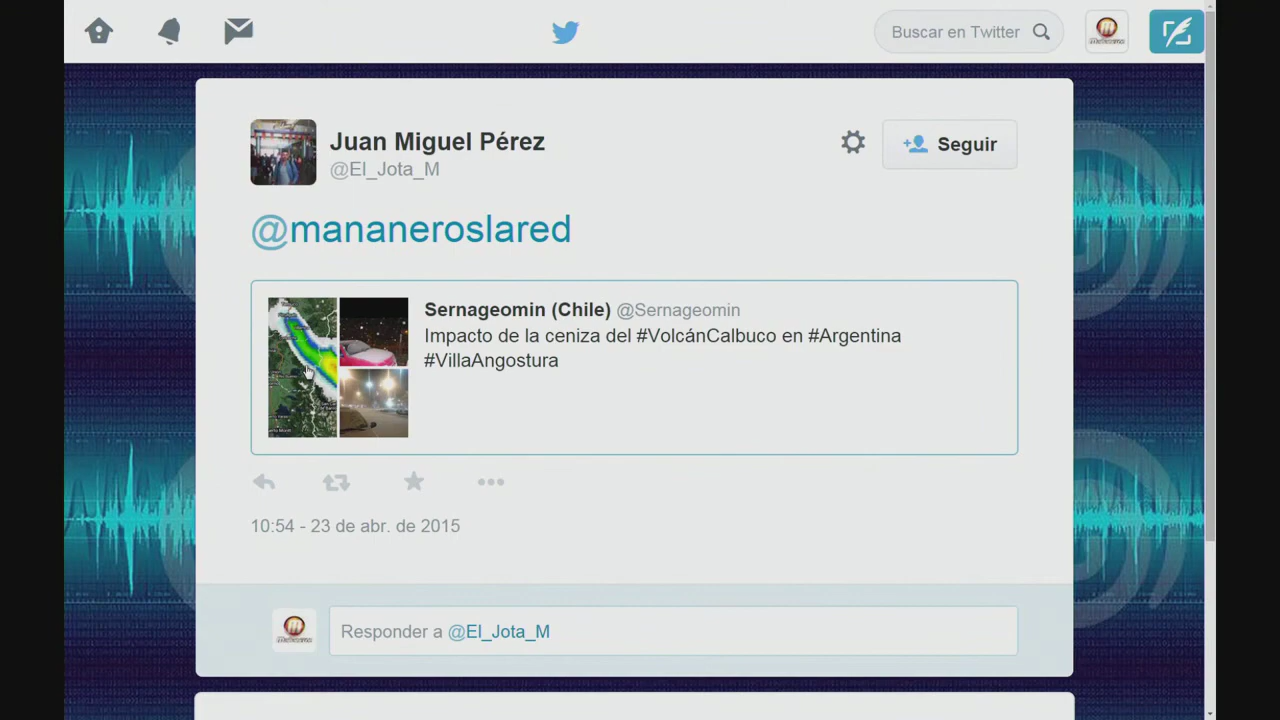 Buscar en Twitter
Juan Miguel Pérez
@El_Jota_M
Seguir
@mananeroslared
Sernageomin (Chile) @Sernageomin
Impacto de la ceniza del #VolcánCalbuco en #Argentina
#VillaAngostura
10:54 - 23 de abr. de 2015
Responder a @El_Jota_M